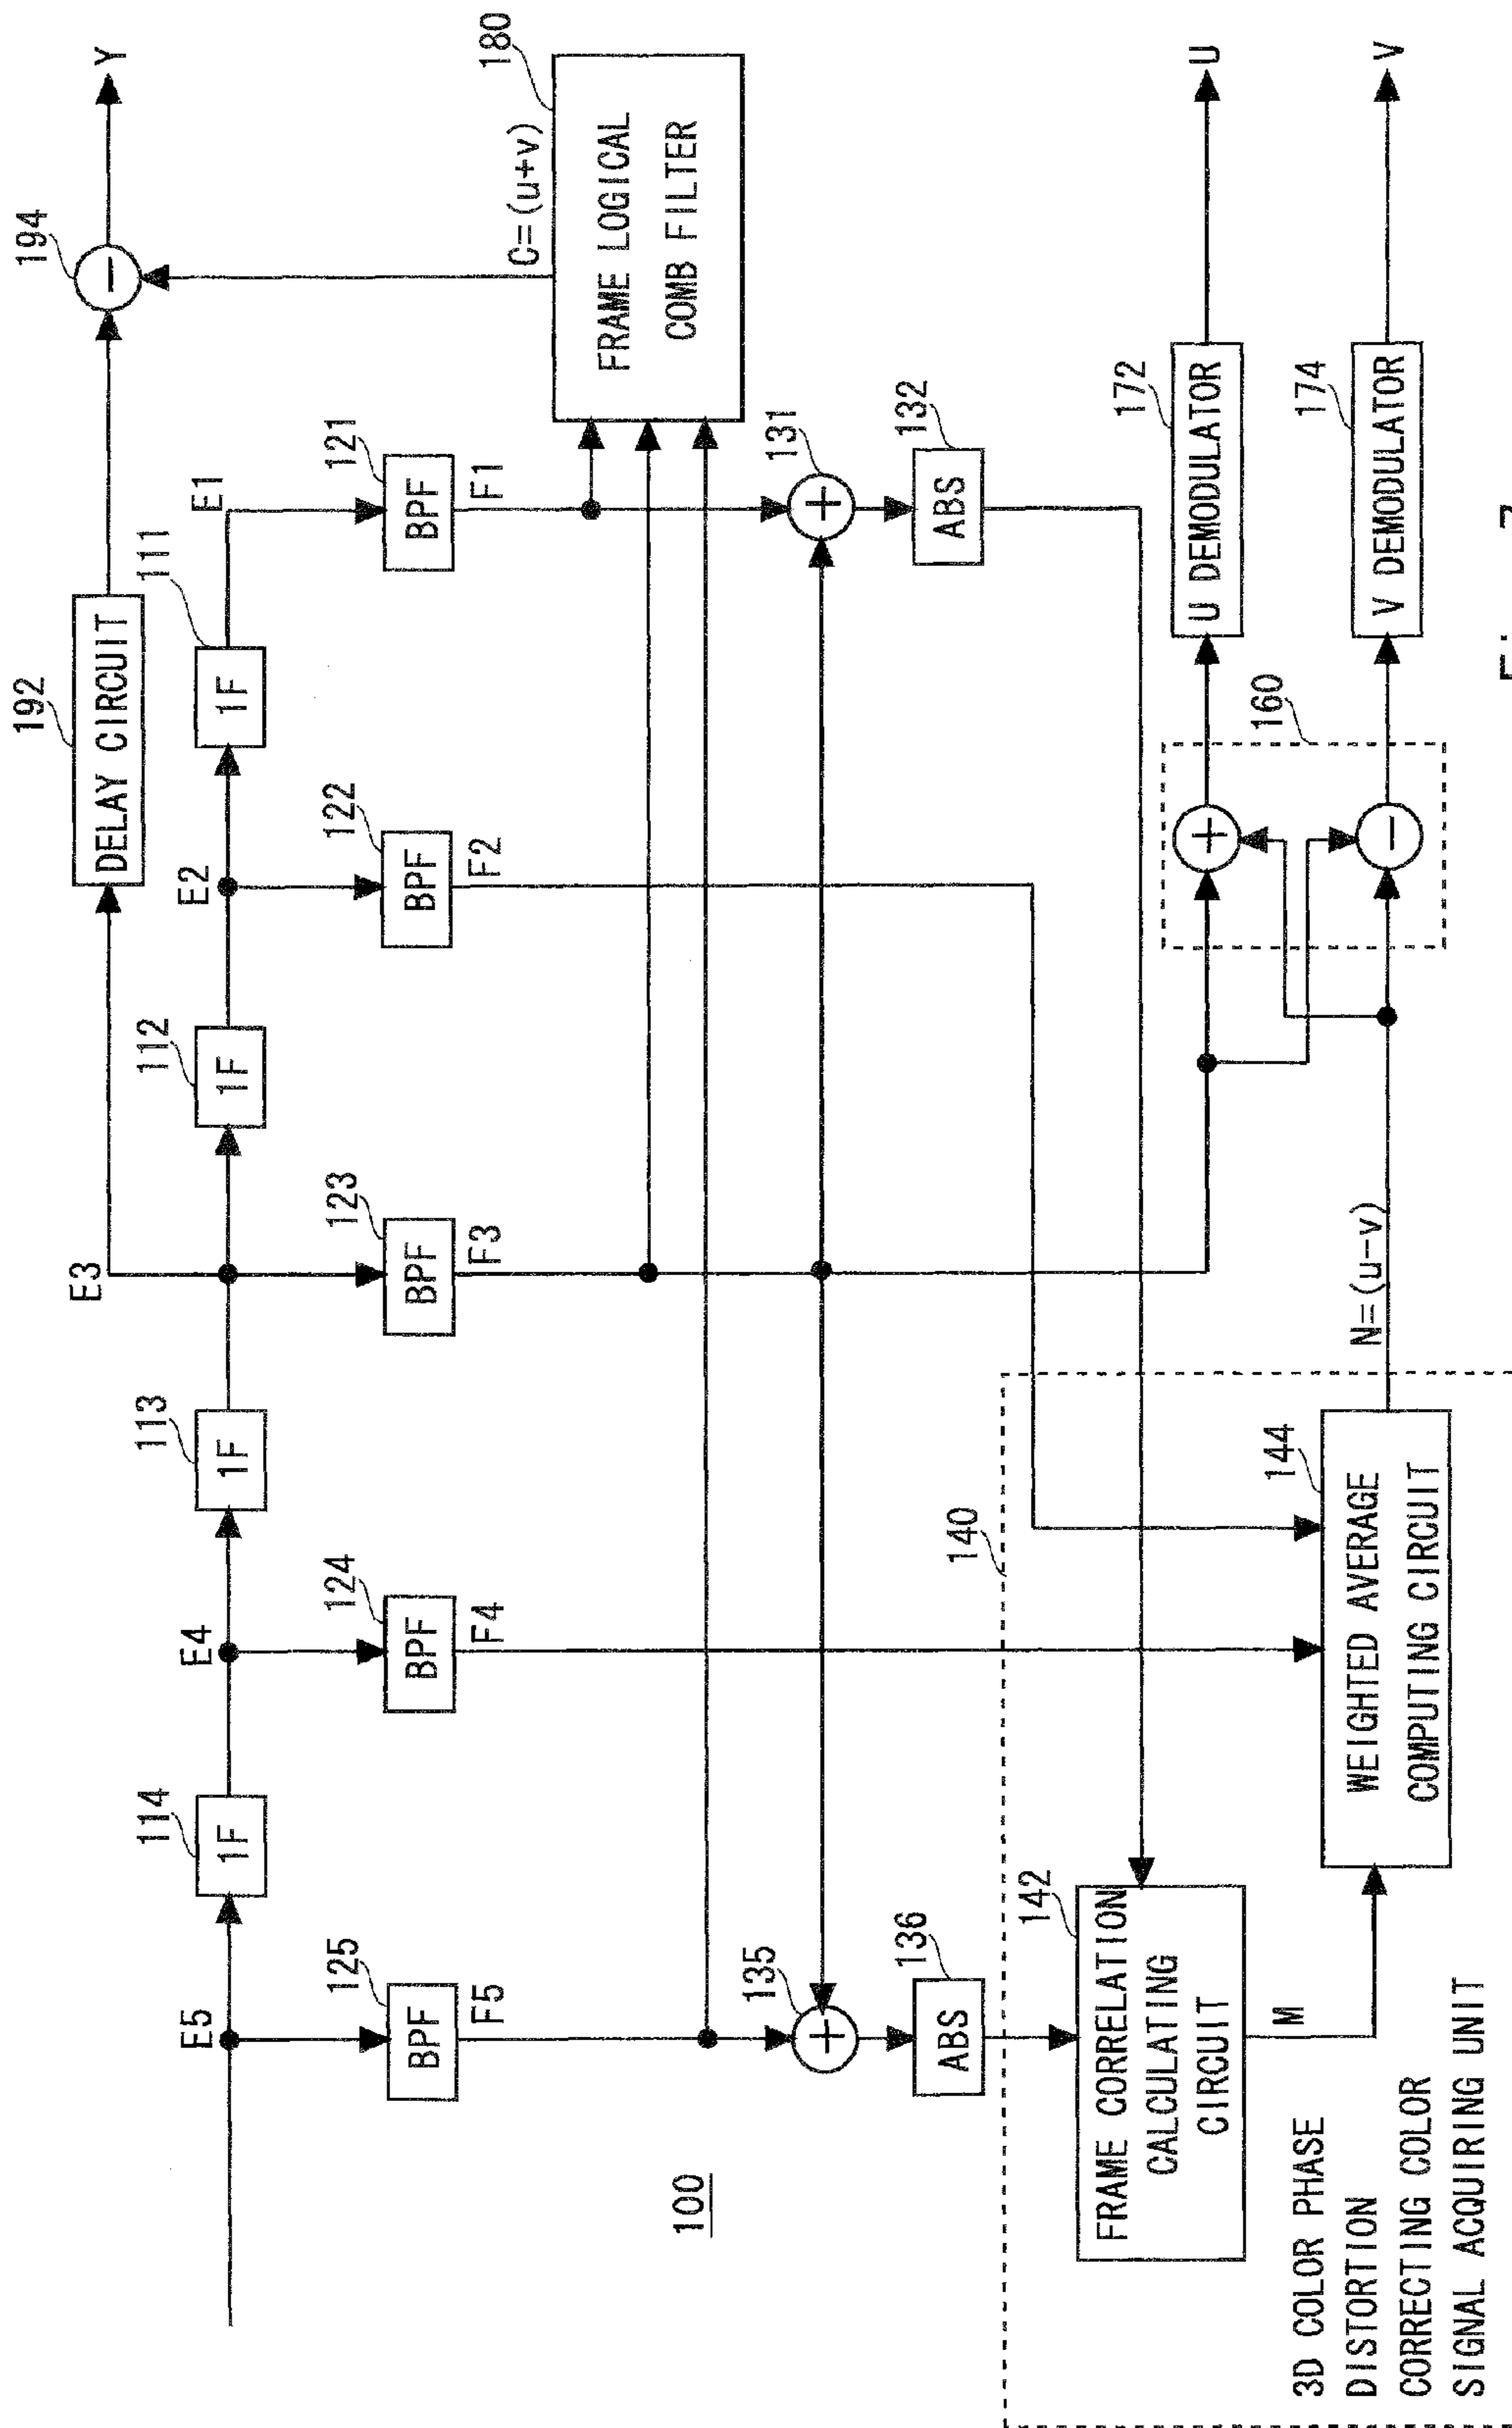 192
DELAY CIRCUIT
194
Y
E5
114
1F
E4
113
1F
E3
112
1F
E2
111
1F
E1
125
BPF
F5
124
BPF
F4
123
BPF
F3
122
BPF
F2
121
BPF
F1
C=(u+v)
180
FRAME LOGICAL
COMB FILTER
100
135
+
136
ABS
131
+
132
ABS
140
142
FRAME CORRELATION
CALCULATING
CIRCUIT
M
144
WEIGHTED AVERAGE
COMPUTING CIRCUIT
N=(u-v)
3D COLOR PHASE
DISTORTION
CORRECTING COLOR
SIGNAL ACQUIRING UNIT
160
+
−
−
172
U DEMODULATOR
U
174
V DEMODULATOR
V